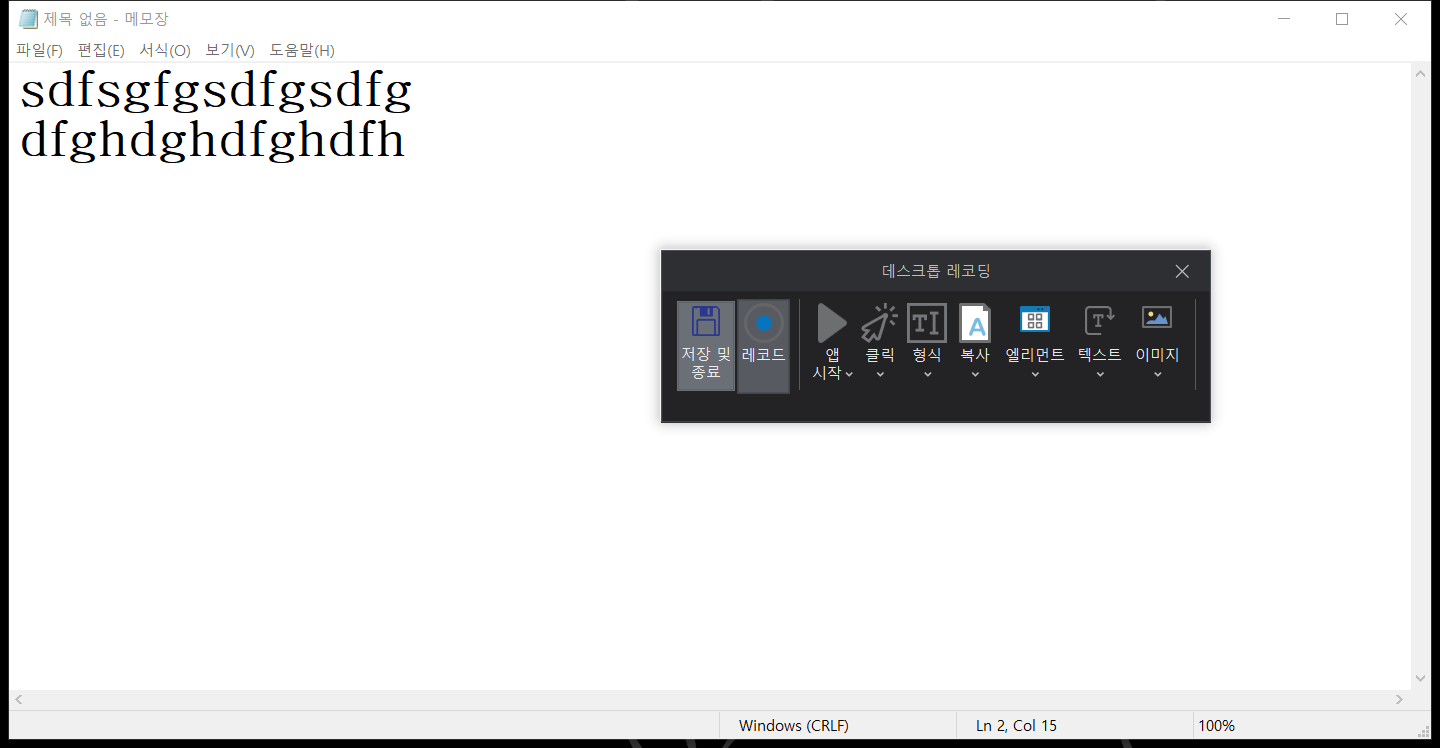 제목 없음 - 메모장
파일(F) 편집(E) 서식(O) 보기(V) 도움말(H)
sdfsgfgsdfgsdfg
dfghdghdfghdfh
데스크톱 레코딩
저장 및
종료
레코드
앱
시작
클릭
형식
복사
엘리먼트
텍스트
이미지
Windows (CRLF)
Ln 2, Col 15
100%